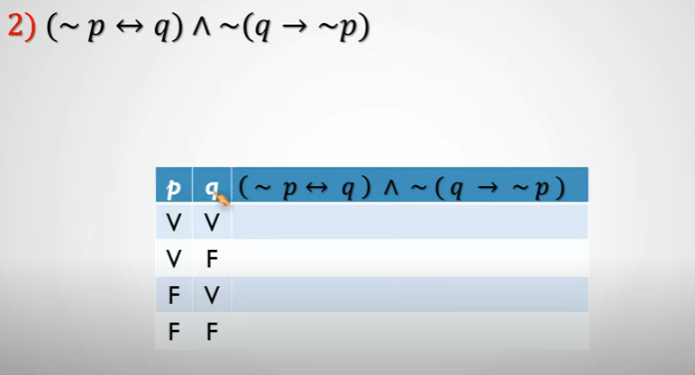 2) (~ p ↔ q) ∧ ~(q → ~p)
p q (~ p ↔ q) ∧ ~(q → ~p)
V V
V F
F V
F F